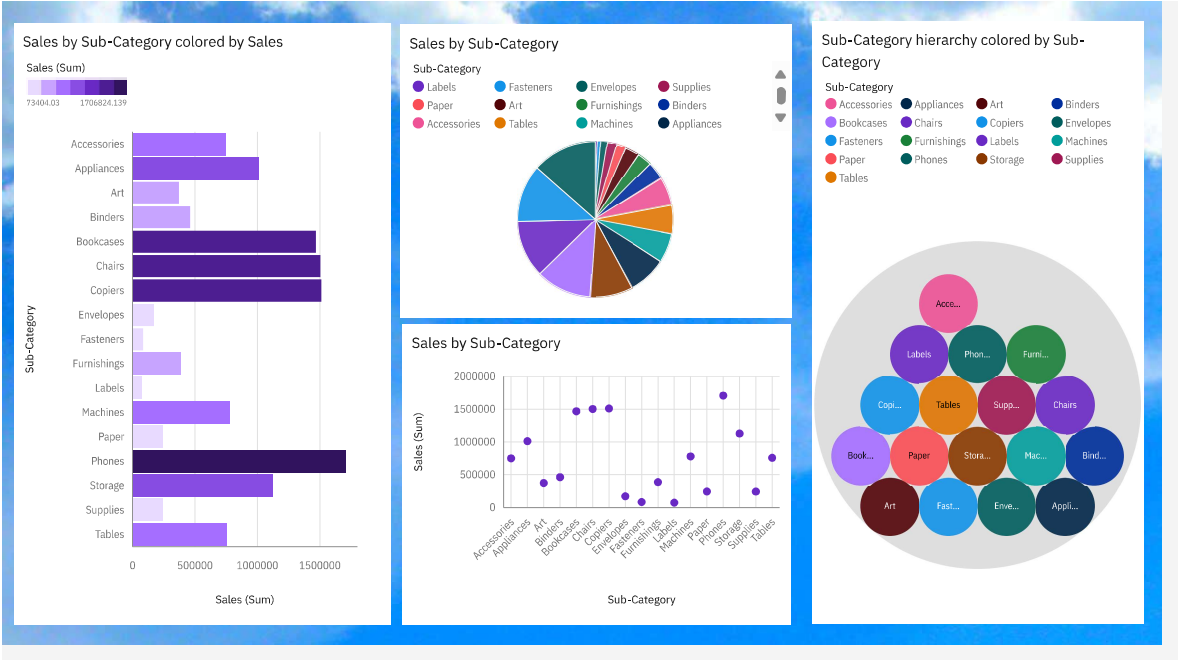 Sales by Sub-Category colored by Sales
Sales (Sum)
73404.03 1706824.139
Accessories
Appliances
Art
Binders
Bookcases
Chairs
Copiers
Envelopes
Fasteners
Furnishings
Labels
Machines
Paper
Phones
Storage
Supplies
Tables
Sub-Category
0 500000 1000000 1500000
Sales (Sum)
Sales by Sub-Category
Sub-Category
Labels Fasteners Envelopes Supplies
Paper Art Furnishings Binders
Accessories Tables Machines Appliances
Sales by Sub-Category
Sales (Sum)
2000000
1500000
1000000
500000
0
Accessories Appliances Art Binders Bookcases Chairs Copiers Envelopes Fasteners Furnishings Labels Machines Paper Phones Storage Supplies Tables
Sub-Category
Sub-Category hierarchy colored by Sub-
Category
Sub-Category
Accessories Appliances Art Binders
Bookcases Chairs Copiers Envelopes
Fasteners Furnishings Labels Machines
Paper Phones Storage Supplies
Tables
Acce...
Labels Phon... Furni...
Copi... Tables Supp... Chairs
Book... Paper Stora... Mac... Bind...
Art Fast... Enve... Appli...